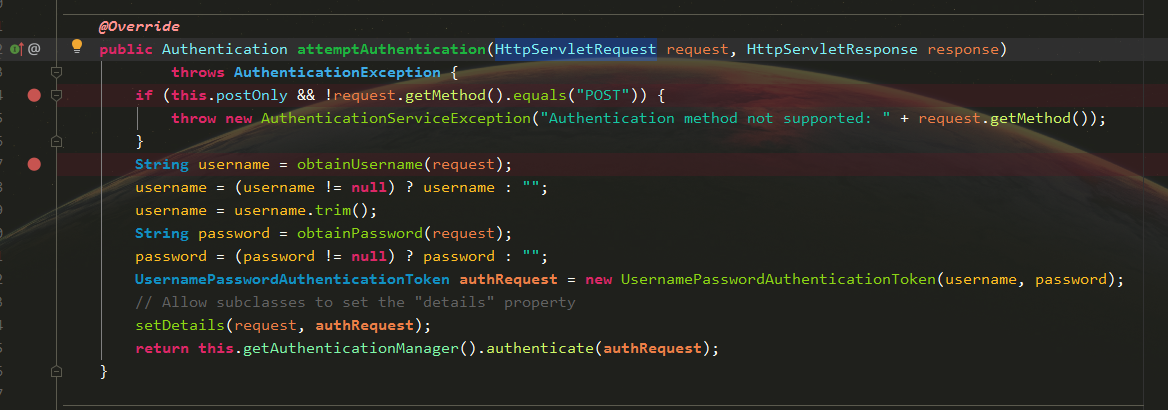 @Override
public Authentication attemptAuthentication(HttpServletRequest request, HttpServletResponse response)
throws AuthenticationException {
if (this.postOnly && !request.getMethod().equals("POST")) {
throw new AuthenticationServiceException("Authentication method not supported: " + request.getMethod());
}
String username = obtainUsername(request);
username = (username != null) ? username : "";
username = username.trim();
String password = obtainPassword(request);
password = (password != null) ? password : "";
UsernamePasswordAuthenticationToken authRequest = new UsernamePasswordAuthenticationToken(username, password);
// Allow subclasses to set the "details" property
setDetails(request, authRequest);
return this.getAuthenticationManager().authenticate(authRequest);
}